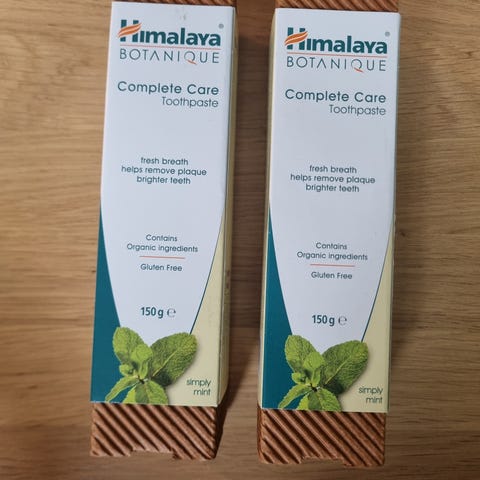 Himalaya
BOTANIQUE
Complete Care
Toothpaste
fresh breath
helps remove plaque
brighter teeth
Contains
Organic ingredients
Gluten Free
150 g ℮
simply
mint
Himalaya
BOTANIQUE
Complete Care
Toothpaste
fresh breath
helps remove plaque
brighter teeth
Contains
Organic ingredients
Gluten Free
150 g ℮
simply
mint